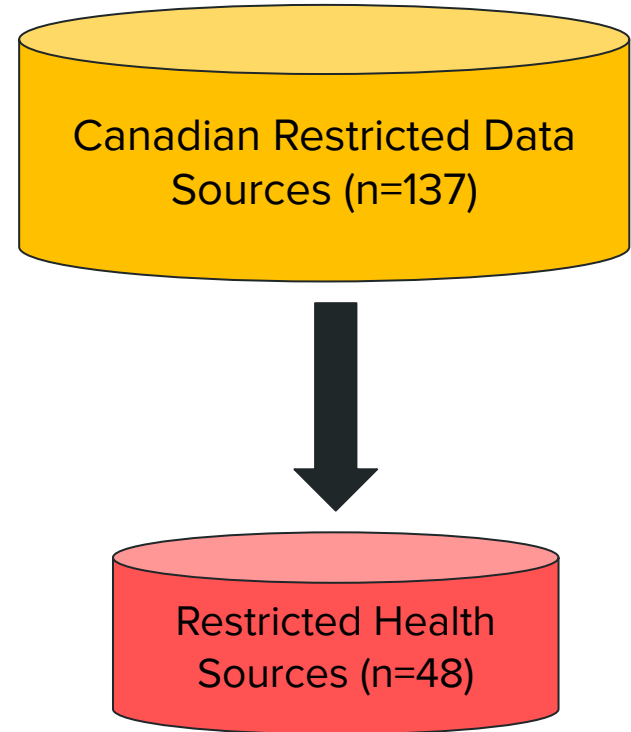 Canadian Restricted Data
Sources (n=137)
Restricted Health
Sources (n=48)